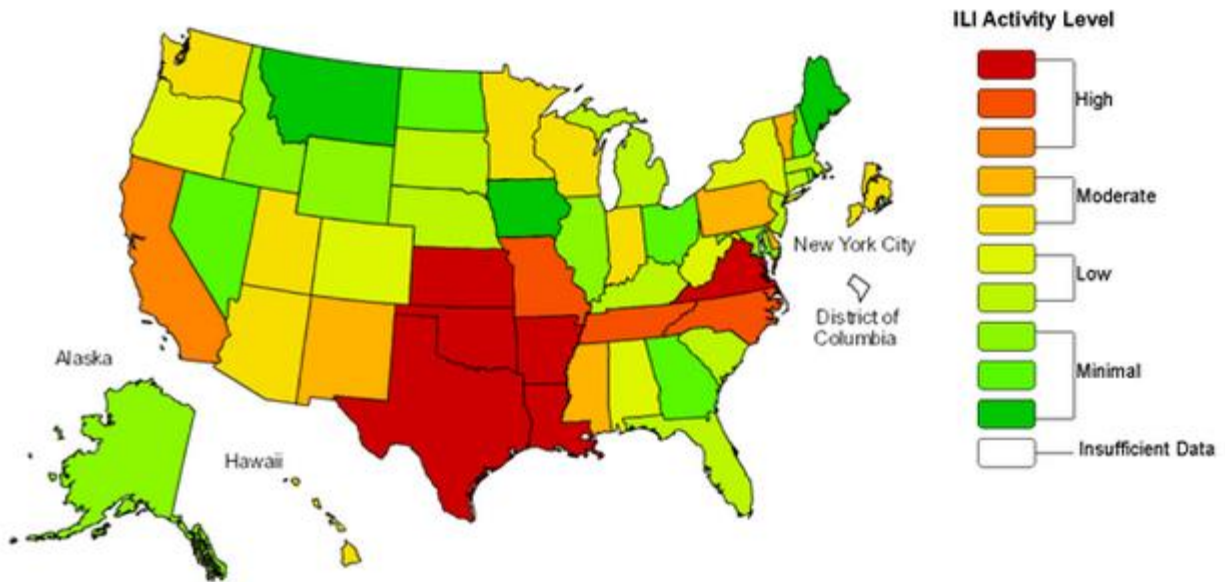 ILI Activity Level
High
Moderate
Low
Minimal
Insufficient Data
New York City
District of
Columbia
Alaska
Hawaii